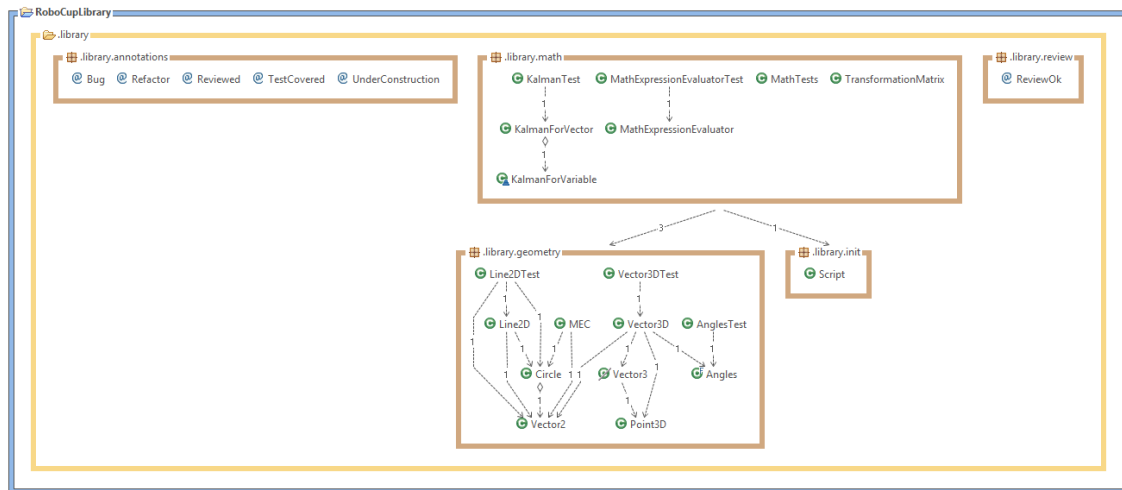 RoboCupLibrary
.library
.library.annotations
Bug Refactor Reviewed TestCovered UnderConstruction
.library.math
KalmanTest MathExpressionEvaluatorTest MathTests TransformationMatrix
1 1
KalmanForVector MathExpressionEvaluator
1
KalmanForVariable
.library.review
ReviewOk
3 1
.library.geometry
Line2DTest Vector3DTest
1 1
Line2D MEC Vector3D AnglesTest
1 1 1 1 1 1 1
Circle Vector3 Angles
1 1 1 1 1 1
1 1
Vector2 Point3D
.library.init
Script